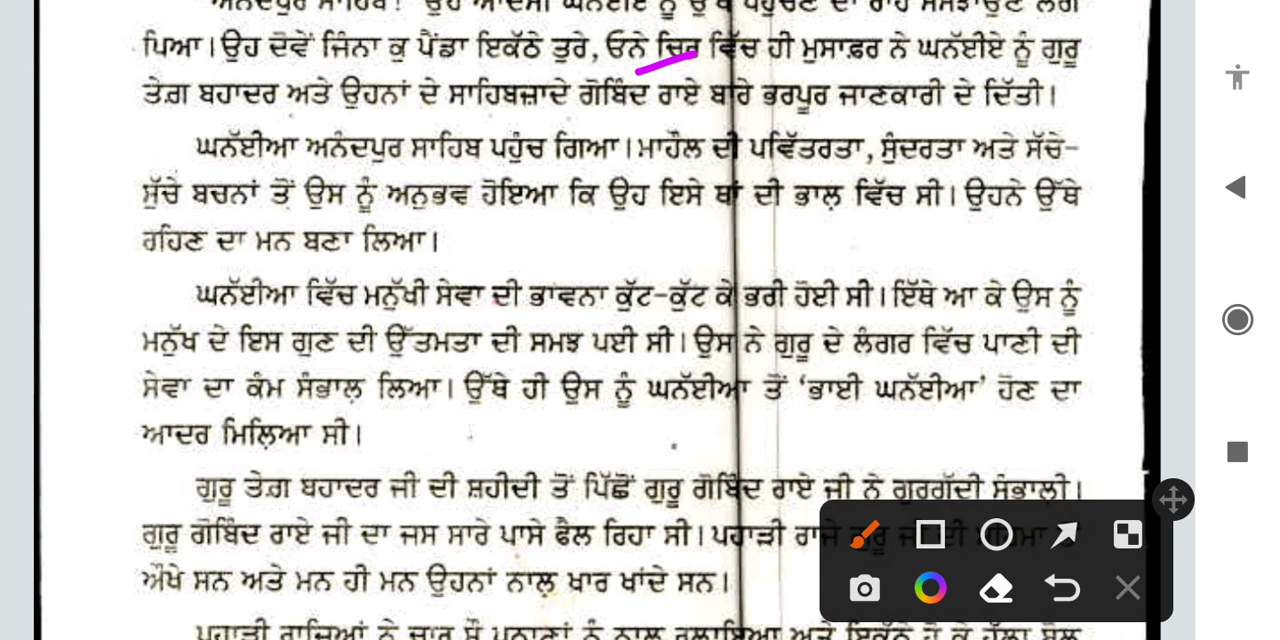 ਪਿਆ। ਉਹ ਦੋਵੇਂ ਜਿੰਨਾ ਕੁ ਪੈਂਡਾ ਇਕੱਠੇ ਤੁਰੇ, ਓਨੇ ਚਿਰ ਵਿੱਚ ਹੀ ਮੁਸਾਫ਼ਰ ਨੇ ਘਨੱਈਏ ਨੂੰ ਗੁਰੂ
ਤੇਗ਼ ਬਹਾਦਰ ਅਤੇ ਉਹਨਾਂ ਦੇ ਸਾਹਿਬਜ਼ਾਦੇ ਗੋਬਿੰਦ ਰਾਏ ਬਾਰੇ ਭਰਪੂਰ ਜਾਣਕਾਰੀ ਦੇ ਦਿੱਤੀ।
ਘਨੱਈਆ ਅਨੰਦਪੁਰ ਸਾਹਿਬ ਪਹੁੰਚ ਗਿਆ। ਮਾਹੌਲ ਦੀ ਪਵਿੱਤਰਤਾ, ਸੁੰਦਰਤਾ ਅਤੇ ਸੱਚੇ-
ਸੁੱਚੇ ਬਚਨਾਂ ਤੋਂ ਉਸ ਨੂੰ ਅਨੁਭਵ ਹੋਇਆ ਕਿ ਉਹ ਇਸੇ ਥਾਂ ਦੀ ਭਾਲ਼ ਵਿੱਚ ਸੀ। ਉਹਨੇ ਉੱਥੇ
ਰਹਿਣ ਦਾ ਮਨ ਬਣਾ ਲਿਆ।
ਘਨੱਈਆ ਵਿੱਚ ਮਨੁੱਖੀ ਸੇਵਾ ਦੀ ਭਾਵਨਾ ਕੁੱਟ-ਕੁੱਟ ਕੇ ਭਰੀ ਹੋਈ ਸੀ। ਇੱਥੇ ਆ ਕੇ ਉਸ ਨੂੰ
ਮਨੁੱਖ ਦੇ ਇਸ ਗੁਣ ਦੀ ਉੱਤਮਤਾ ਦੀ ਸਮਝ ਪਈ ਸੀ। ਉਸ ਨੇ ਗੁਰੂ ਦੇ ਲੰਗਰ ਵਿੱਚ ਪਾਣੀ ਦੀ
ਸੇਵਾ ਦਾ ਕੰਮ ਸੰਭਾਲ਼ ਲਿਆ। ਉੱਥੇ ਹੀ ਉਸ ਨੂੰ ਘਨੱਈਆ ਤੋਂ ‘ਭਾਈ ਘਨੱਈਆ’ ਹੋਣ ਦਾ
ਆਦਰ ਮਿਲ਼ਿਆ ਸੀ।
ਗੁਰੂ ਤੇਗ਼ ਬਹਾਦਰ ਜੀ ਦੀ ਸ਼ਹੀਦੀ ਤੋਂ ਪਿੱਛੋਂ ਗੁਰੂ ਗੋਬਿੰਦ ਰਾਏ ਜੀ ਨੇ ਗੁਰਗੱਦੀ ਸੰਭਾਲ਼ੀ।
ਗੁਰੂ ਗੋਬਿੰਦ ਰਾਏ ਜੀ ਦਾ ਜਸ ਸਾਰੇ ਪਾਸੇ ਫੈਲ ਰਿਹਾ ਸੀ। ਪਹਾੜੀ ਰਾਜੇ ਗੁਰੂ ਜੀ ਦੀ
ਔਖੇ ਸਨ ਅਤੇ ਮਨ ਹੀ ਮਨ ਉਹਨਾਂ ਨਾਲ਼ ਖਾਰ ਖਾਂਦੇ ਸਨ।